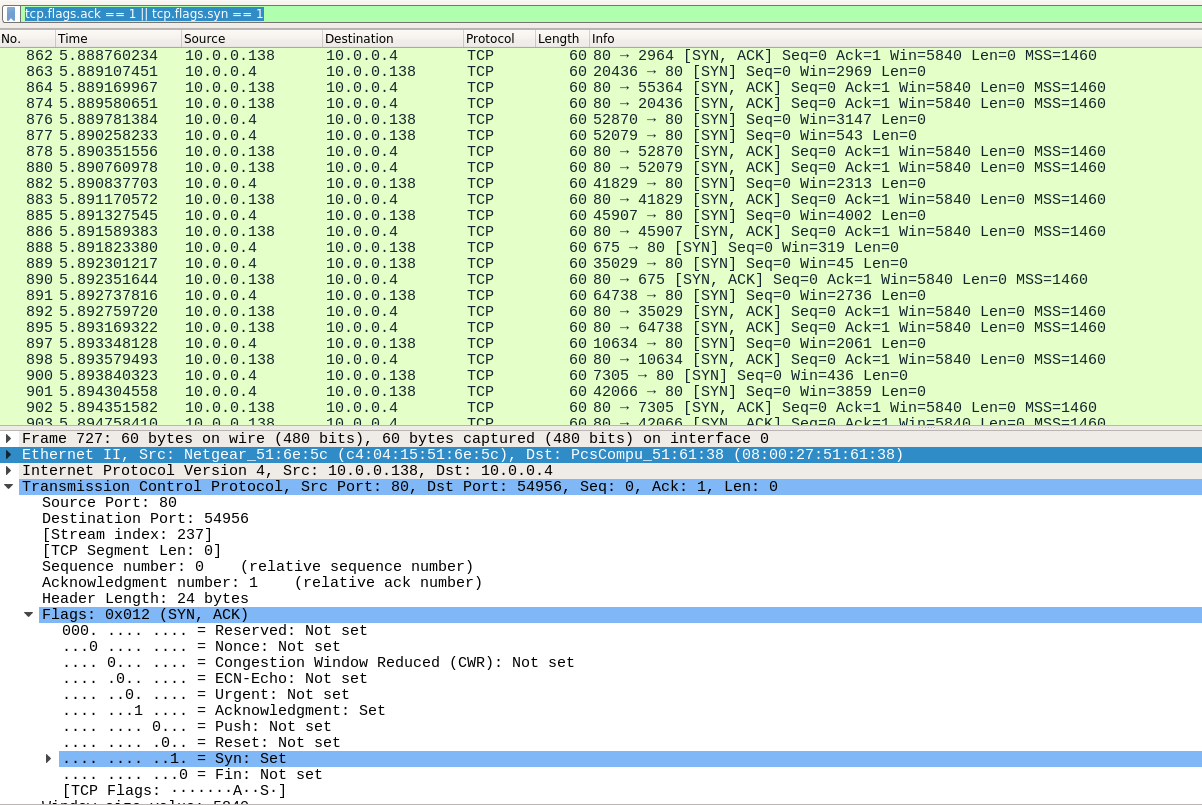 tcp.flags.ack == 1 || tcp.flags.syn == 1
No. Time Source Destination Protocol Length Info
862 5.888760234 10.0.0.138 10.0.0.4 TCP 60 80 → 2964 [SYN, ACK] Seq=0 Ack=1 Win=5840 Len=0 MSS=1460
863 5.889107451 10.0.0.4 10.0.0.138 TCP 60 20436 → 80 [SYN] Seq=0 Win=2969 Len=0
864 5.889169967 10.0.0.138 10.0.0.4 TCP 60 80 → 55364 [SYN, ACK] Seq=0 Ack=1 Win=5840 Len=0 MSS=1460
874 5.889580651 10.0.0.138 10.0.0.4 TCP 60 80 → 20436 [SYN, ACK] Seq=0 Ack=1 Win=5840 Len=0 MSS=1460
876 5.889781384 10.0.0.4 10.0.0.138 TCP 60 52870 → 80 [SYN] Seq=0 Win=3147 Len=0
877 5.890258233 10.0.0.4 10.0.0.138 TCP 60 52079 → 80 [SYN] Seq=0 Win=543 Len=0
878 5.890351556 10.0.0.138 10.0.0.4 TCP 60 80 → 52870 [SYN, ACK] Seq=0 Ack=1 Win=5840 Len=0 MSS=1460
880 5.890760978 10.0.0.138 10.0.0.4 TCP 60 80 → 52079 [SYN, ACK] Seq=0 Ack=1 Win=5840 Len=0 MSS=1460
882 5.890837703 10.0.0.4 10.0.0.138 TCP 60 41829 → 80 [SYN] Seq=0 Win=2313 Len=0
883 5.891170572 10.0.0.138 10.0.0.4 TCP 60 80 → 41829 [SYN, ACK] Seq=0 Ack=1 Win=5840 Len=0 MSS=1460
885 5.891327545 10.0.0.4 10.0.0.138 TCP 60 45907 → 80 [SYN] Seq=0 Win=4002 Len=0
886 5.891589383 10.0.0.138 10.0.0.4 TCP 60 80 → 45907 [SYN, ACK] Seq=0 Ack=1 Win=5840 Len=0 MSS=1460
888 5.891823380 10.0.0.4 10.0.0.138 TCP 60 675 → 80 [SYN] Seq=0 Win=319 Len=0
889 5.892301217 10.0.0.4 10.0.0.138 TCP 60 35029 → 80 [SYN] Seq=0 Win=45 Len=0
890 5.892351644 10.0.0.138 10.0.0.4 TCP 60 80 → 675 [SYN, ACK] Seq=0 Ack=1 Win=5840 Len=0 MSS=1460
891 5.892737816 10.0.0.4 10.0.0.138 TCP 60 64738 → 80 [SYN] Seq=0 Win=2736 Len=0
892 5.892759720 10.0.0.138 10.0.0.4 TCP 60 80 → 35029 [SYN, ACK] Seq=0 Ack=1 Win=5840 Len=0 MSS=1460
895 5.893169322 10.0.0.138 10.0.0.4 TCP 60 80 → 64738 [SYN, ACK] Seq=0 Ack=1 Win=5840 Len=0 MSS=1460
897 5.893348128 10.0.0.4 10.0.0.138 TCP 60 10634 → 80 [SYN] Seq=0 Win=2061 Len=0
898 5.893579493 10.0.0.138 10.0.0.4 TCP 60 80 → 10634 [SYN, ACK] Seq=0 Ack=1 Win=5840 Len=0 MSS=1460
900 5.893840323 10.0.0.4 10.0.0.138 TCP 60 7305 → 80 [SYN] Seq=0 Win=436 Len=0
901 5.894304558 10.0.0.4 10.0.0.138 TCP 60 42066 → 80 [SYN] Seq=0 Win=3859 Len=0
902 5.894351582 10.0.0.138 10.0.0.4 TCP 60 80 → 7305 [SYN, ACK] Seq=0 Ack=1 Win=5840 Len=0 MSS=1460
903 5.894758410 10.0.0.138 10.0.0.4 TCP 60 80 → 42066 [SYN, ACK] Seq=0 Ack=1 Win=5840 Len=0 MSS=1460
Frame 727: 60 bytes on wire (480 bits), 60 bytes captured (480 bits) on interface 0
Ethernet II, Src: Netgear_51:6e:5c (c4:04:15:51:6e:5c), Dst: PcsCompu_51:61:38 (08:00:27:51:61:38)
Internet Protocol Version 4, Src: 10.0.0.138, Dst: 10.0.0.4
Transmission Control Protocol, Src Port: 80, Dst Port: 54956, Seq: 0, Ack: 1, Len: 0
Source Port: 80
Destination Port: 54956
[Stream index: 237]
[TCP Segment Len: 0]
Sequence number: 0 (relative sequence number)
Acknowledgment number: 1 (relative ack number)
Header Length: 24 bytes
Flags: 0x012 (SYN, ACK)
000. .... .... = Reserved: Not set
...0 .... .... = Nonce: Not set
.... 0... .... = Congestion Window Reduced (CWR): Not set
.... .0.. .... = ECN-Echo: Not set
.... ..0. .... = Urgent: Not set
.... ...1 .... = Acknowledgment: Set
.... .... 0... = Push: Not set
.... .... .0.. = Reset: Not set
.... .... ..1. = Syn: Set
.... .... ...0 = Fin: Not set
[TCP Flags: ·······A··S·]
Window size value: 5840